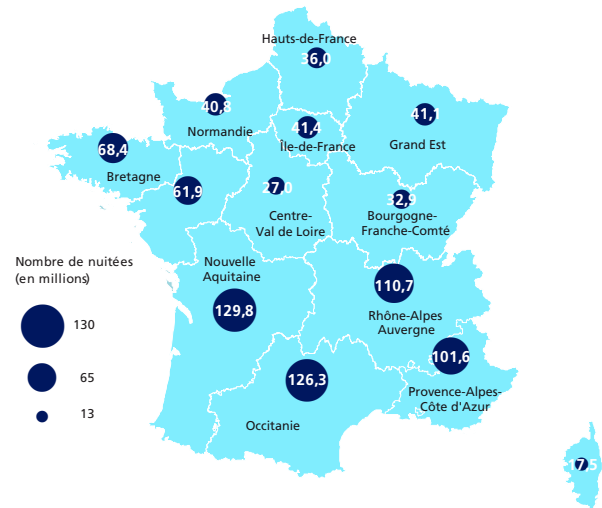 Hauts-de-France
36,0
40,8
Normandie
41,4
Île-de-France
41,1
Grand Est
68,4
Bretagne
61,9
27,0
Centre-
Val de Loire
32,9
Bourgogne-
Franche-Comté
Nombre de nuitées
(en millions)
130
65
13
Nouvelle
Aquitaine
129,8
110,7
Rhône-Alpes
Auvergne
101,6
Provence-Alpes-
Côte d'Azur
126,3
Occitanie
17,5